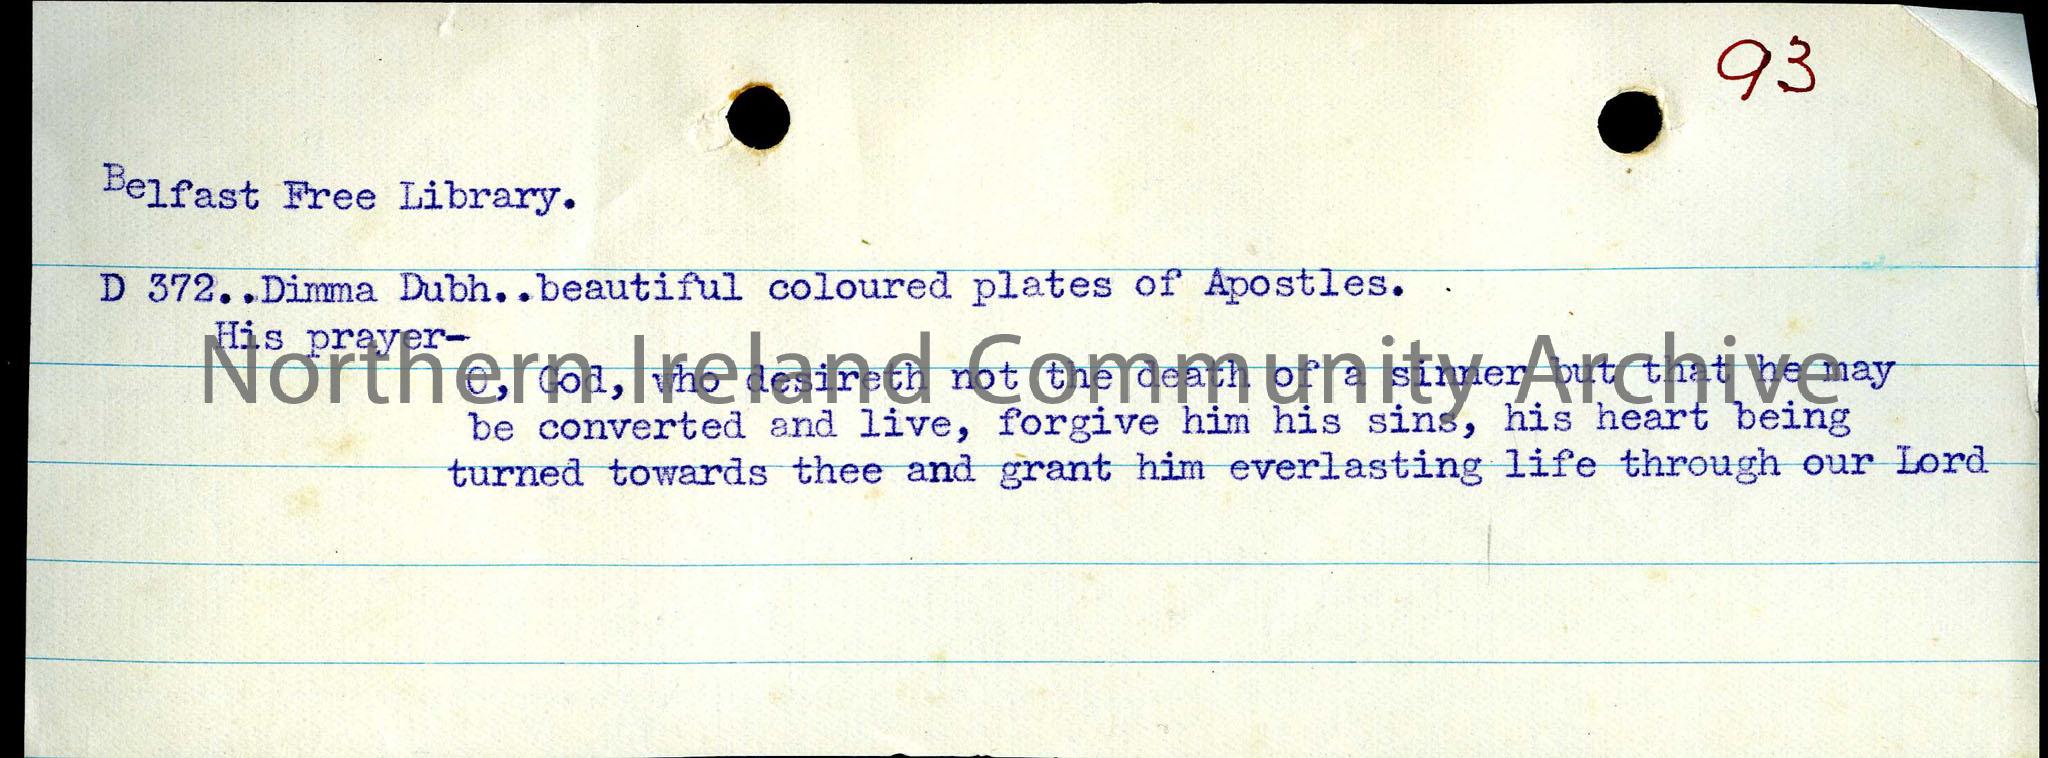 93
Belfast Free Library.
D 372..Dimma Dubh..beautiful coloured plates of Apostles.
His prayer-
O, God, who desireth not the death of a sinner but that he may
be converted and live, forgive him his sins, his heart being
turned towards thee and grant him everlasting life through our Lord
Northern Ireland Community Archive